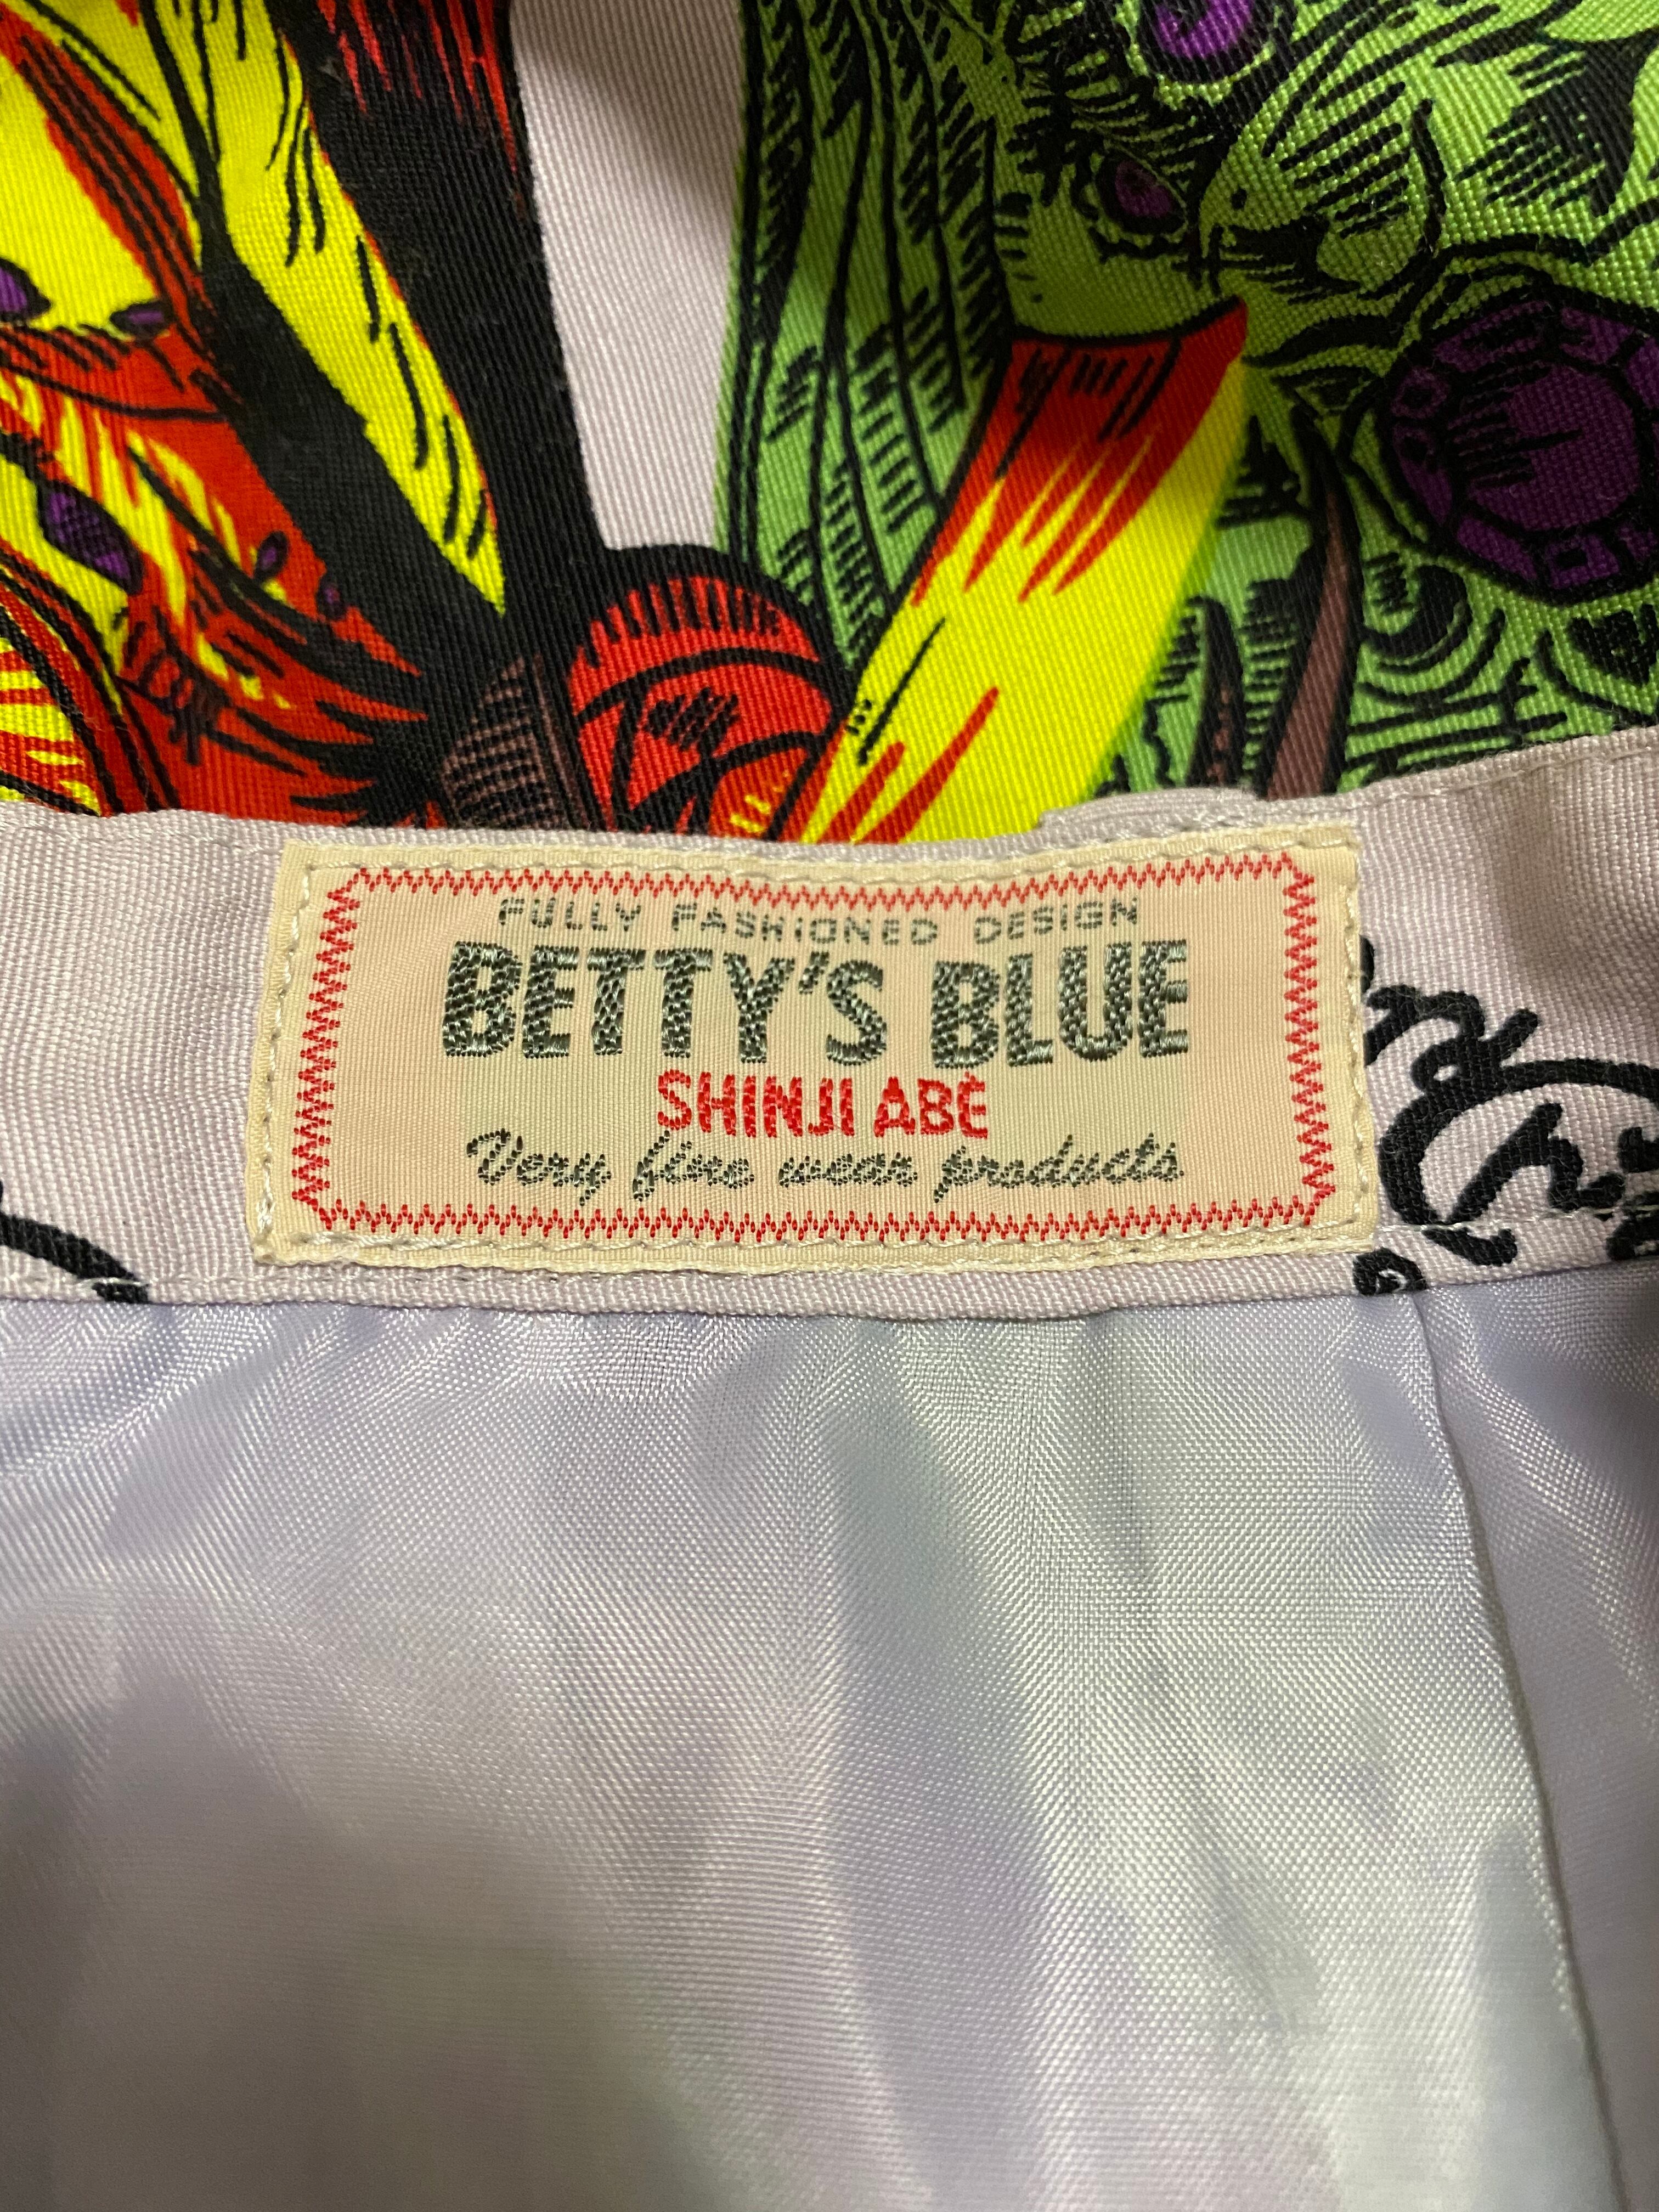 FULLY FASHIONED DESIGN
BETTY'S BLUE
SHINJI ABE
Very fine wear products